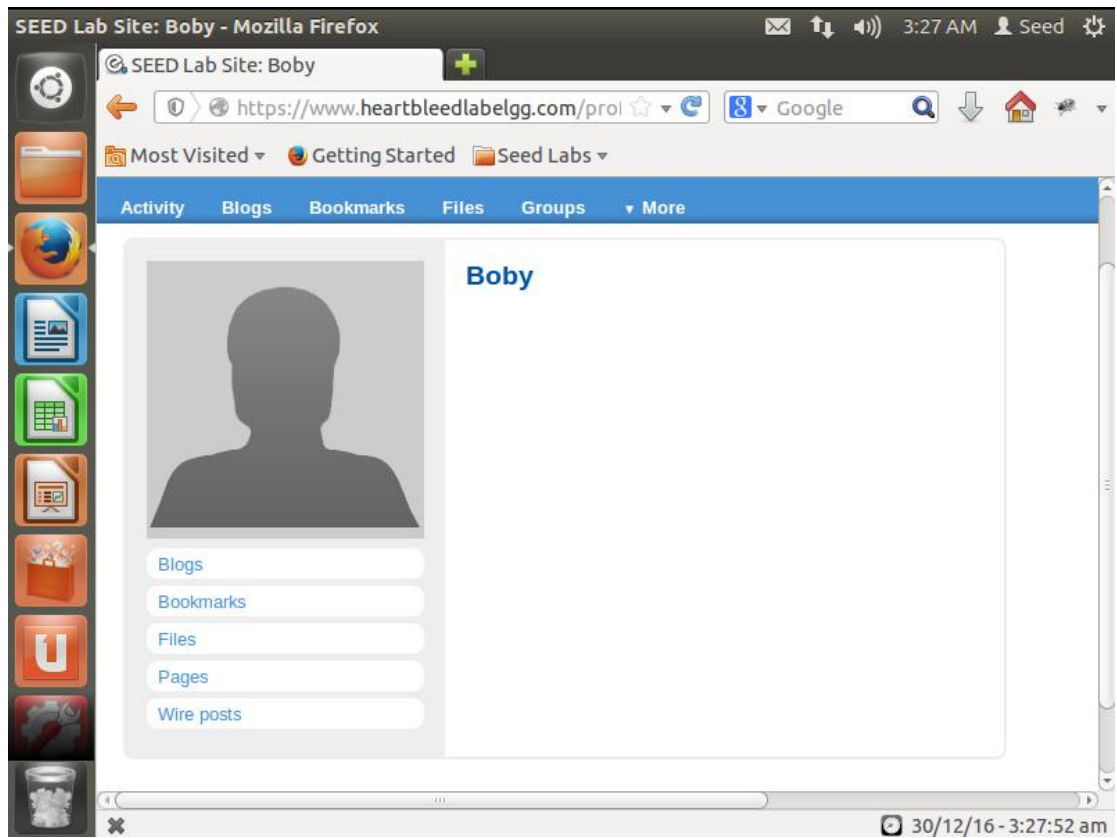 SEED Lab Site: Boby - Mozilla Firefox 3:27 AM Seed
SEED Lab Site: Boby
https://www.heartbleedlabelgg.com/prof Google
Most Visited Getting Started Seed Labs
Activity Blogs Bookmarks Files Groups More
Boby
Blogs
Bookmarks
Files
Pages
Wire posts
30/12/16 - 3:27:52 am